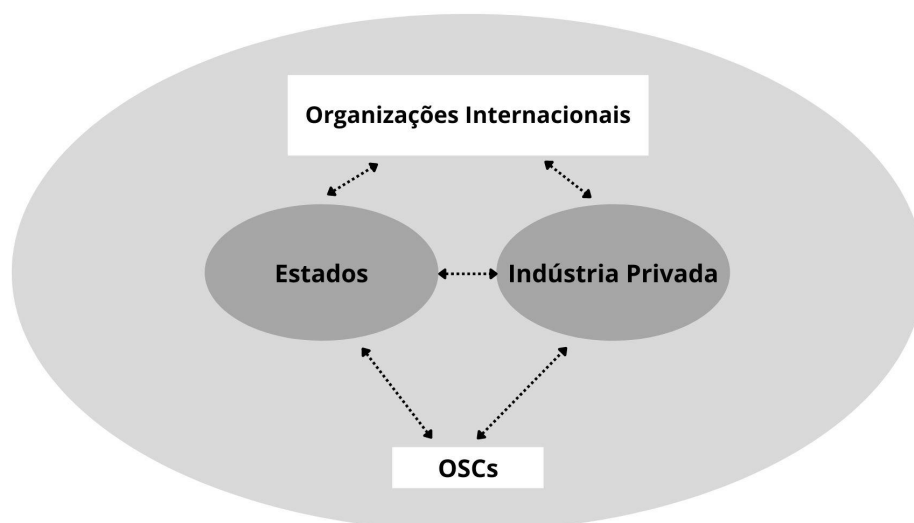 Organizações Internacionais
Estados
Indústria Privada
OSCs